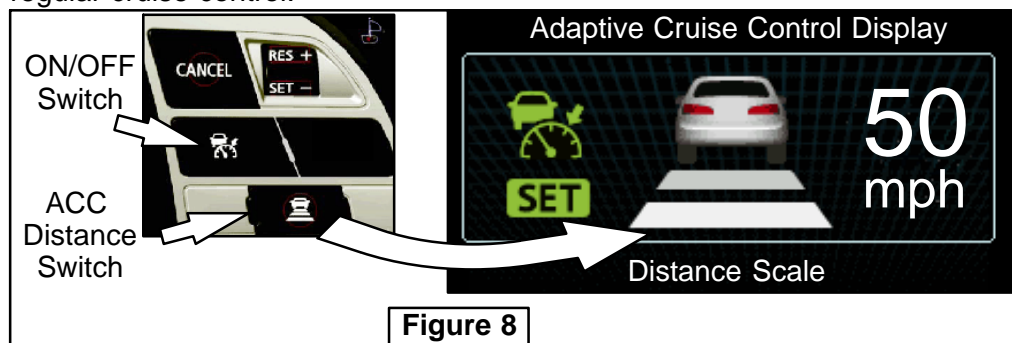 regular cruise control.
ON/OFF
Switch
ACC
Distance
Switch
CANCEL
RES +
SET –
Adaptive Cruise Control Display
SET
50
mph
Distance Scale
Figure 8